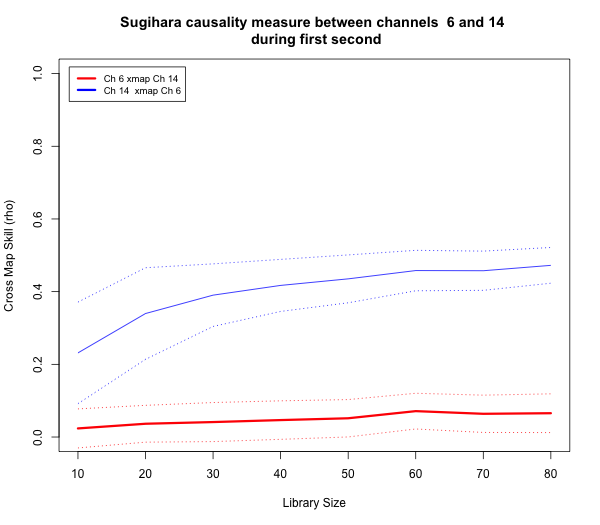 Sugihara causality measure between channels  6 and 14
during first second
Ch 6 xmap Ch 14
Ch 14  xmap Ch 6
Cross Map Skill (rho)
1.0
0.8
0.6
0.4
0.2
0.0
10 20 30 40 50 60 70 80
Library Size